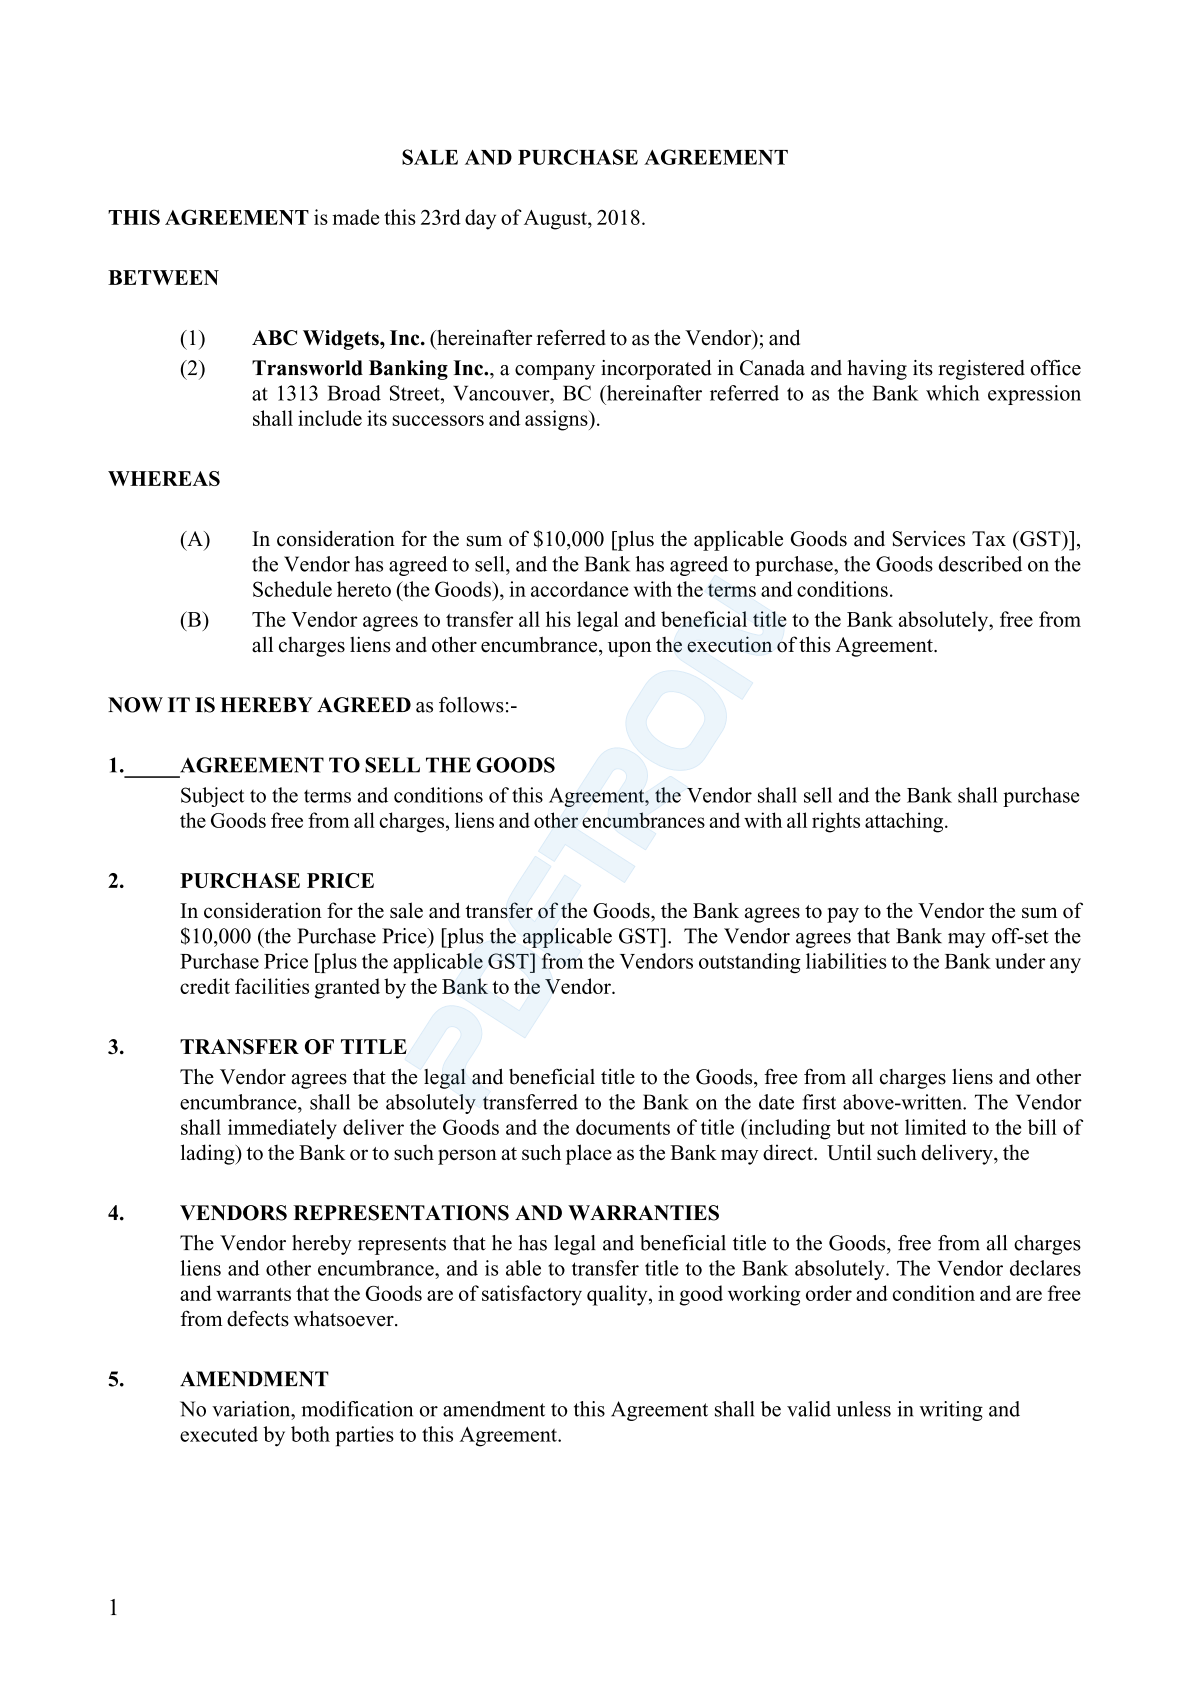 SALE AND PURCHASE AGREEMENT
THIS AGREEMENT is made this 23rd day of August, 2018.
BETWEEN
(1) ABC Widgets, Inc. (hereinafter referred to as the Vendor); and
(2) Transworld Banking Inc., a company incorporated in Canada and having its registered office
at 1313 Broad Street, Vancouver, BC (hereinafter referred to as the Bank which expression
shall include its successors and assigns).
WHEREAS
(A) In consideration for the sum of $10,000 [plus the applicable Goods and Services Tax (GST)],
the Vendor has agreed to sell, and the Bank has agreed to purchase, the Goods described on the
Schedule hereto (the Goods), in accordance with the terms and conditions.
(B) The Vendor agrees to transfer all his legal and beneficial title to the Bank absolutely, free from
all charges liens and other encumbrance, upon the execution of this Agreement.
NOW IT IS HEREBY AGREED as follows:-
1._____AGREEMENT TO SELL THE GOODS
Subject to the terms and conditions of this Agreement, the Vendor shall sell and the Bank shall purchase
the Goods free from all charges, liens and other encumbrances and with all rights attaching.
2. PURCHASE PRICE
In consideration for the sale and transfer of the Goods, the Bank agrees to pay to the Vendor the sum of
$10,000 (the Purchase Price) [plus the applicable GST]. The Vendor agrees that Bank may off-set the
Purchase Price [plus the applicable GST] from the Vendors outstanding liabilities to the Bank under any
credit facilities granted by the Bank to the Vendor.
3. TRANSFER OF TITLE
The Vendor agrees that the legal and beneficial title to the Goods, free from all charges liens and other
encumbrance, shall be absolutely transferred to the Bank on the date first above-written. The Vendor
shall immediately deliver the Goods and the documents of title (including but not limited to the bill of
lading) to the Bank or to such person at such place as the Bank may direct. Until such delivery, the
4. VENDORS REPRESENTATIONS AND WARRANTIES
The Vendor hereby represents that he has legal and beneficial title to the Goods, free from all charges
liens and other encumbrance, and is able to transfer title to the Bank absolutely. The Vendor declares
and warrants that the Goods are of satisfactory quality, in good working order and condition and are free
from defects whatsoever.
5. AMENDMENT
No variation, modification or amendment to this Agreement shall be valid unless in writing and
executed by both parties to this Agreement.
1
PDFTRON